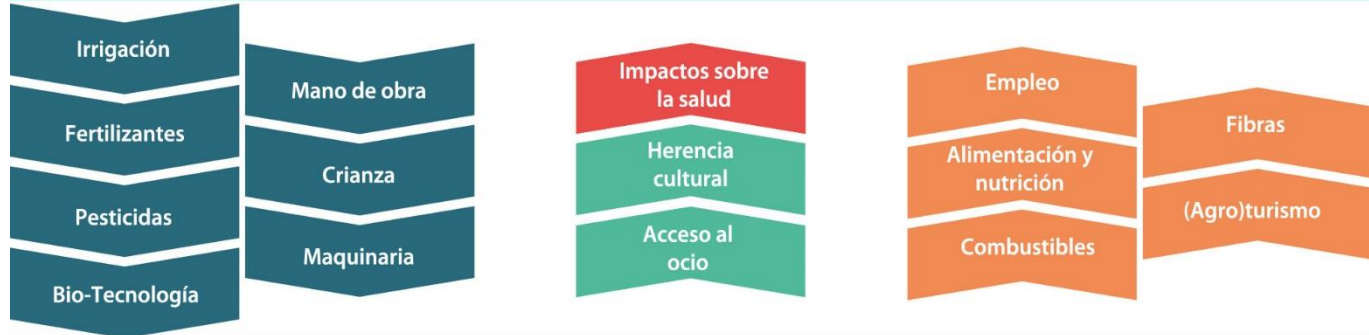 Irrigación
Fertilizantes
Pesticidas
Bio-Tecnología
Mano de obra
Crianza
Maquinaria
Impactos sobre
la salud
Herencia
cultural
Acceso al
ocio
Empleo
Alimentación y
nutrición
Combustibles
Fibras
(Agro)turismo